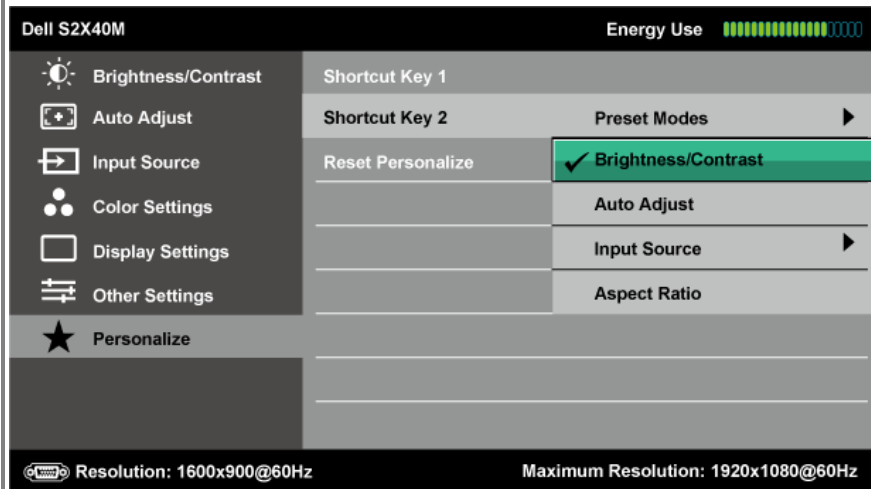 Dell S2X40M Energy Use
Brightness/Contrast Shortcut Key 1
Auto Adjust Shortcut Key 2 Preset Modes
Input Source Reset Personalize Brightness/Contrast
Color Settings Auto Adjust
Display Settings Input Source
Other Settings Aspect Ratio
Personalize
Resolution: 1600x900@60Hz Maximum Resolution: 1920x1080@60Hz